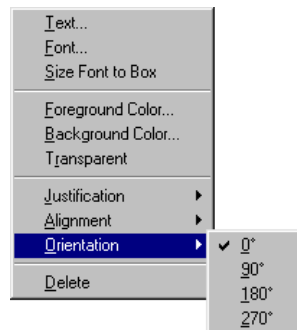 Text...
Font...
Size Font to Box
Foreground Color...
Background Color...
Transparent
Justification
Alignment
Orientation
Delete
0°
90°
180°
270°